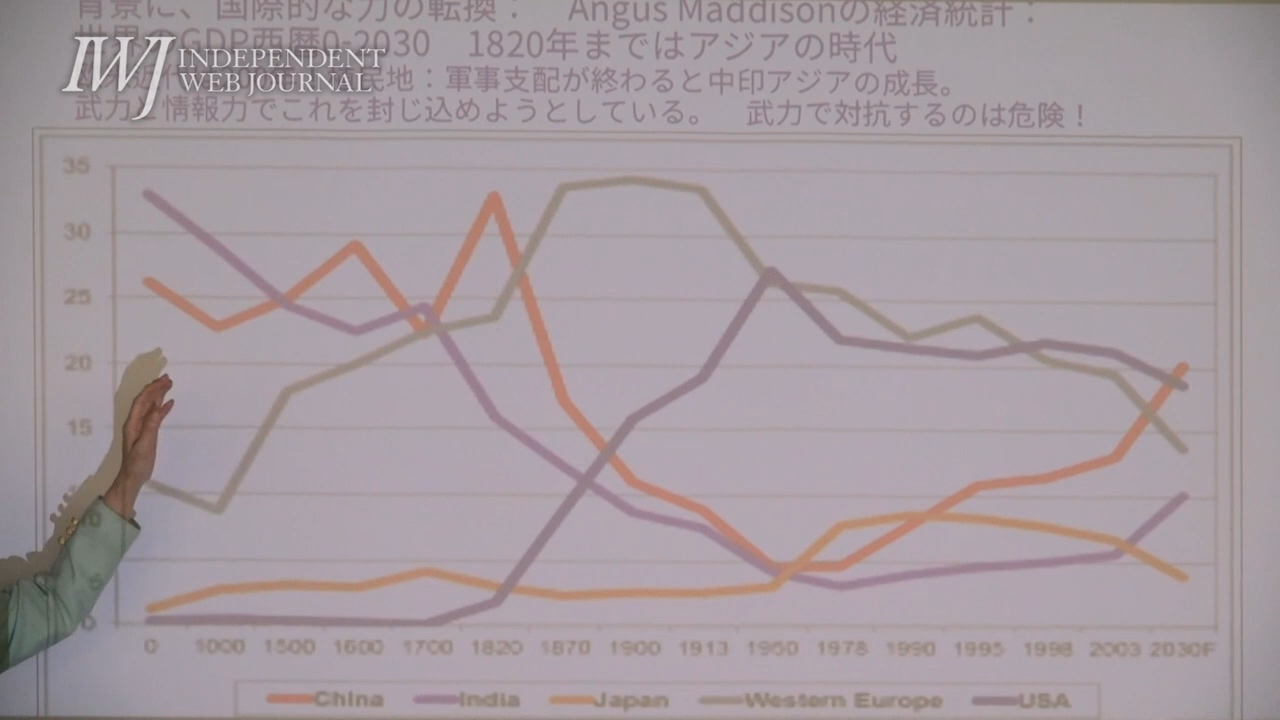 背景に、国際的な力の転換： Angus Maddisonの経済統計：
GDP西暦0-2030 1820年まではアジアの時代
民地：軍事支配が終わると中印アジアの成長。
武力と情報力でこれを封じ込めようとしている。 武力で対抗するのは危険！
IWJ INDEPENDENT
WEB JOURNAL
35
30
25
20
15
10
5
0
0 1000 1500 1600 1700 1820 1870 1900 1913 1950 1978 1990 1995 1998 2003 2030F
China India Japan Western Europe USA